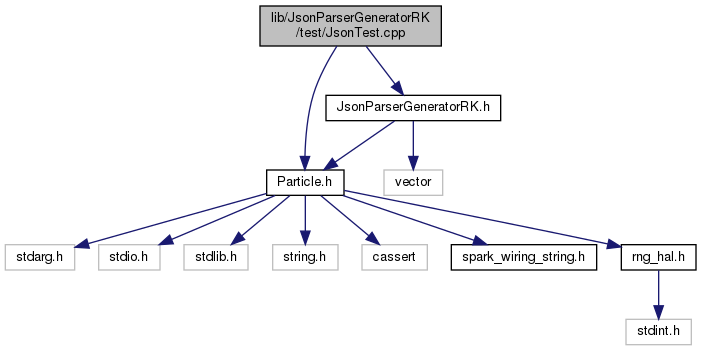 lib/JsonParserGeneratorRK
/test/JsonTest.cpp
JsonParserGeneratorRK.h
Particle.h
vector
stdarg.h
stdio.h
stdlib.h
string.h
cassert
spark_wiring_string.h
rng_hal.h
stdint.h